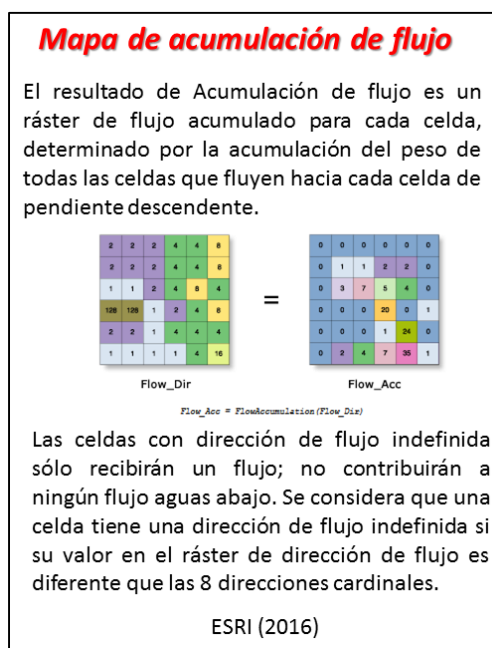 Mapa de acumulación de flujo
El resultado de Acumulación de flujo es un
ráster de flujo acumulado para cada celda,
determinado por la acumulación del peso de
todas las celdas que fluyen hacia cada celda de
pendiente descendente.
2 2 2 4 4 8
2 2 2 4 4 8
1 1 2 4 8 4
128 128 1 2 4 8
2 2 1 4 4 4
1 1 1 1 4 16
=
0 0 0 0 0 0
0 1 1 2 2 0
0 3 7 5 4 0
0 0 0 20 0 1
0 0 0 1 24 0
0 2 4 7 35 1
Flow_Dir
Flow_Acc
Flow_Acc = FlowAccumulation(Flow_Dir)
Las celdas con dirección de flujo indefinida
sólo recibirán un flujo; no contribuirán a
ningún flujo aguas abajo. Se considera que una
celda tiene una dirección de flujo indefinida si
su valor en el ráster de dirección de flujo es
diferente que las 8 direcciones cardinales.
ESRI (2016)